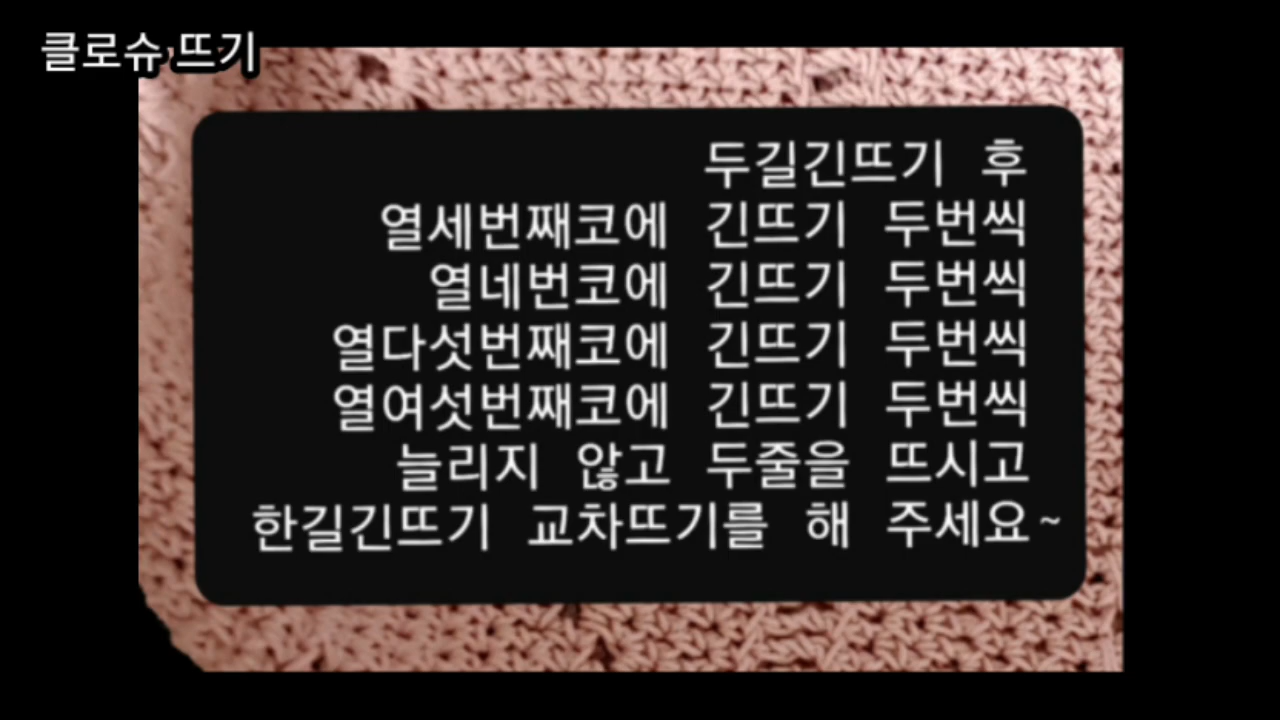 클로슈 뜨기
두길긴뜨기 후
열세번째코에 긴뜨기 두번씩
열네번코에 긴뜨기 두번씩
열다섯번째코에 긴뜨기 두번씩
열여섯번째코에 긴뜨기 두번씩
늘리지 않고 두줄을 뜨시고
한길긴뜨기 교차뜨기를 해 주세요~